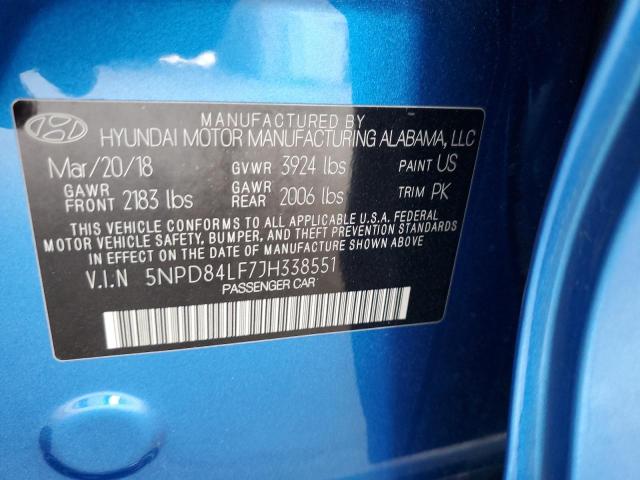 MANUFACTURED BY
HYUNDAI MOTOR MANUFACTURING ALABAMA, LLC
Mar/20/18 GVWR 3924 lbs PAINT US
GAWR FRONT 2183 lbs GAWR REAR 2006 lbs TRIM PK
THIS VEHICLE CONFORMS TO ALL APPLICABLE U.S.A. FEDERAL
MOTOR VEHICLE SAFETY, BUMPER, AND THEFT PREVENTION STANDARDS
IN EFFECT ON THE DATE OF MANUFACTURE SHOWN ABOVE.
V.I.N 5NPD84LF7JH338551
PASSENGER CAR